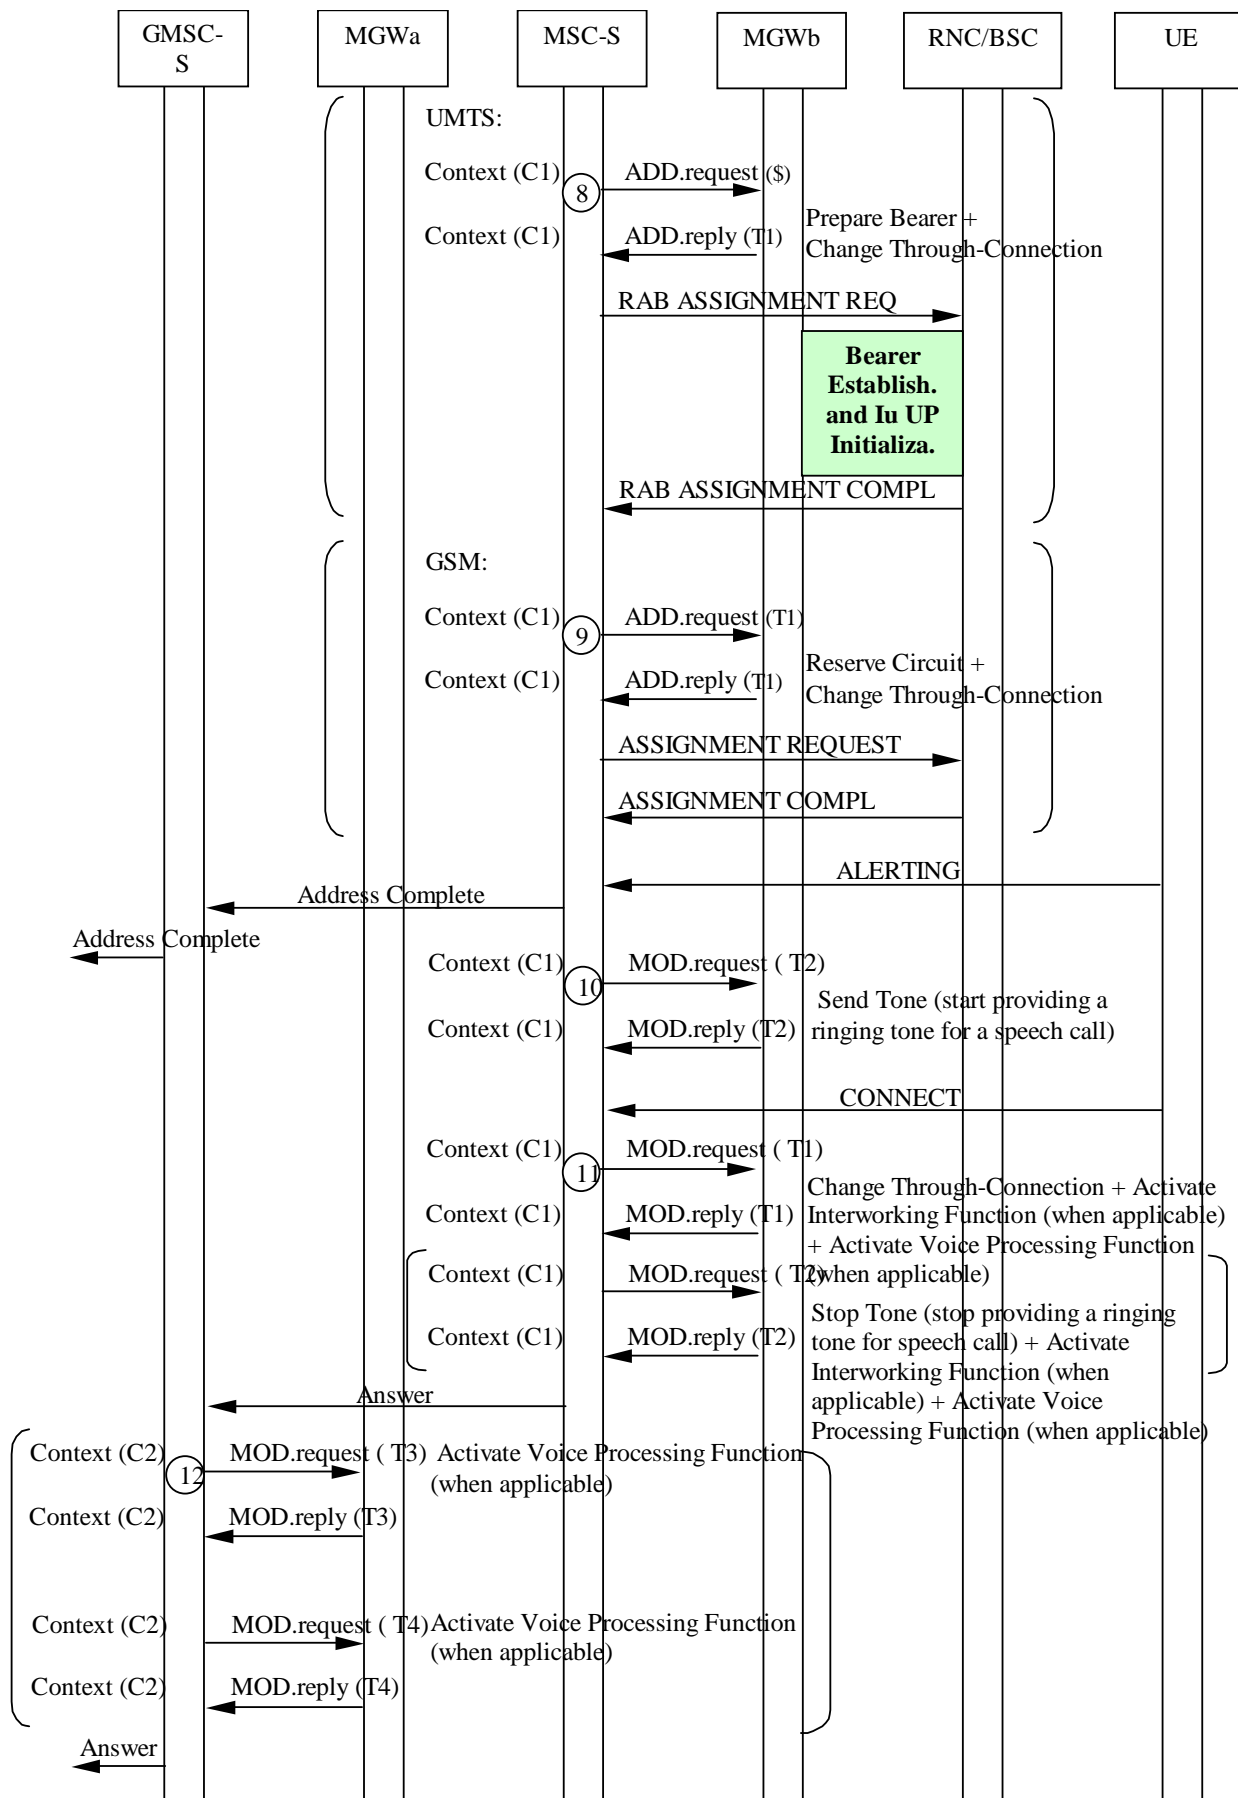 GMSC-
S
MGWa
MSC-S
MGWb
RNC/BSC
UE
UMTS:
Context (C1)
8
ADD.request ($)
Context (C1)
ADD.reply (T1)
Prepare Bearer +
Change Through-Connection
RAB ASSIGNMENT REQ
Bearer
Establish.
and Iu UP
Initializa.
RAB ASSIGNMENT COMPL
GSM:
Context (C1)
9
ADD.request (T1)
Context (C1)
ADD.reply (T1)
Reserve Circuit +
Change Through-Connection
ASSIGNMENT REQUEST
ASSIGNMENT COMPL
ALERTING
Address Complete
Address Complete
Context (C1)
10
MOD.request ( T2)
Context (C1)
MOD.reply (T2)
Send Tone (start providing a
ringing tone for a speech call)
CONNECT
Context (C1)
11
MOD.request ( T1)
Context (C1)
MOD.reply (T1)
Change Through-Connection + Activate
Interworking Function (when applicable)
+ Activate Voice Processing Function
(when applicable)
Context (C1)
MOD.request ( T2)
Context (C1)
MOD.reply (T2)
Stop Tone (stop providing a ringing
tone for speech call) + Activate
Interworking Function (when
applicable) + Activate Voice
Processing Function (when applicable)
Answer
Context (C2)
12
MOD.request ( T3)
Activate Voice Processing Function
(when applicable)
Context (C2)
MOD.reply (T3)
Context (C2)
MOD.request ( T4)
Activate Voice Processing Function
(when applicable)
Context (C2)
MOD.reply (T4)
Answer